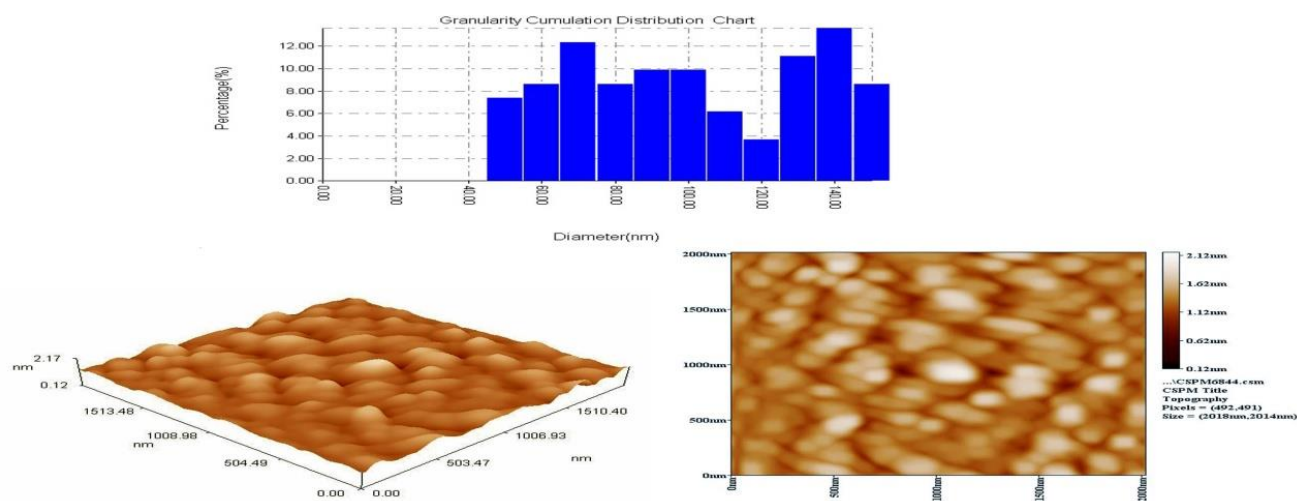 Granularity Cumulation Distribution Chart
Percentage(%)
12.00
10.00
8.00
6.00
4.00
2.00
0.00
0.00
20.00
40.00
60.00
80.00
100.00
120.00
140.00
Diameter(nm)
2.17
nm
0.12
1513.48
1008.98
nm
504.49
0.00
0.00
503.47
1006.93
nm
1510.40
2000nm
1500nm
1000nm
500nm
0nm
0nm
500nm
1000nm
1500nm
2.12nm
1.62nm
1.12nm
0.62nm
0.12nm
...\CSPM6844.csm
CSPM Title
Topography
Pixels = (492,491)
Size = (2018nm,2014nm)